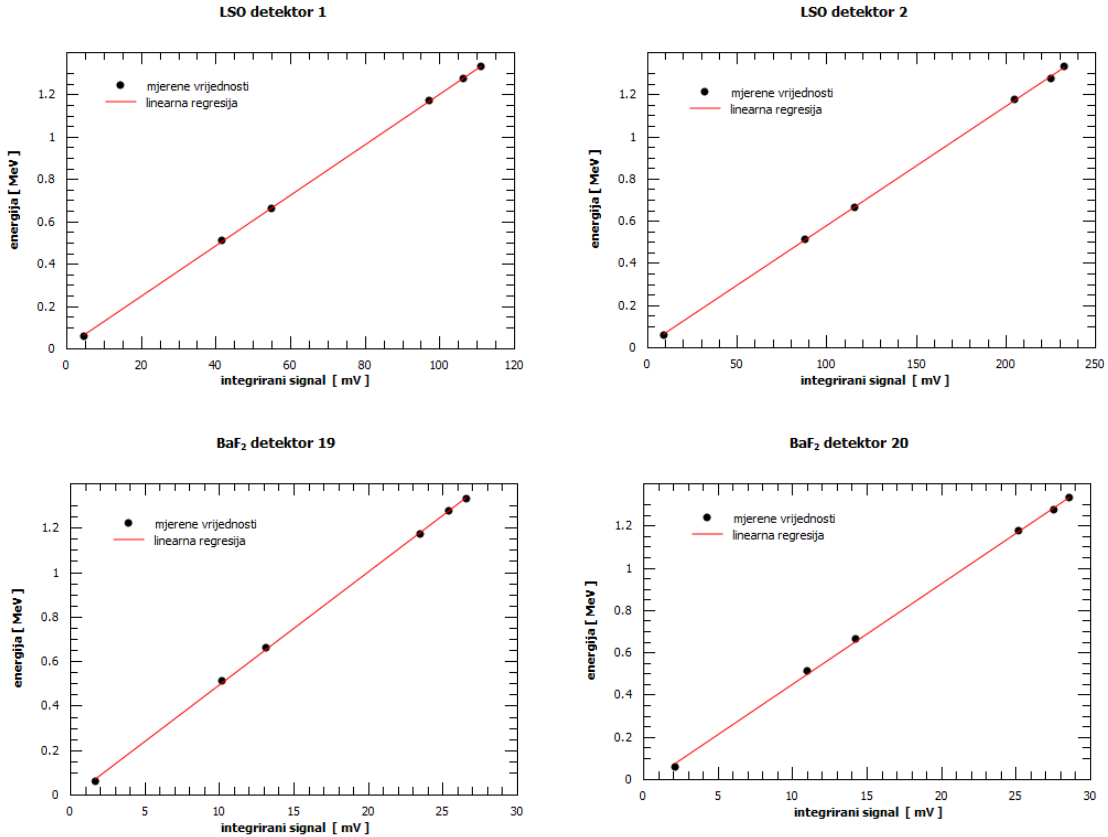 LSO detektor 1
mjerene vrijednosti
linearna regresija
energija [ MeV ]
0
0.2
0.4
0.6
0.8
1
1.2
0 20 40 60 80 100 120
integrirani signal [ mV ]
LSO detektor 2
mjerene vrijednosti
linearna regresija
energija [ MeV ]
0
0.2
0.4
0.6
0.8
1
1.2
50 100 150 200 250
integrirani signal [ mV ]
BaF₂ detektor 19
mjerene vrijednosti
linearna regresija
energija [ MeV ]
0
0.2
0.4
0.6
0.8
1
1.2
0 5 10 15 20 25 30
integrirani signal [ mV ]
BaF₂ detektor 20
mjerene vrijednosti
linearna regresija
energija [ MeV ]
0
0.2
0.4
0.6
0.8
1
1.2
0 5 10 15 20 25 30
integrirani signal [ mV ]